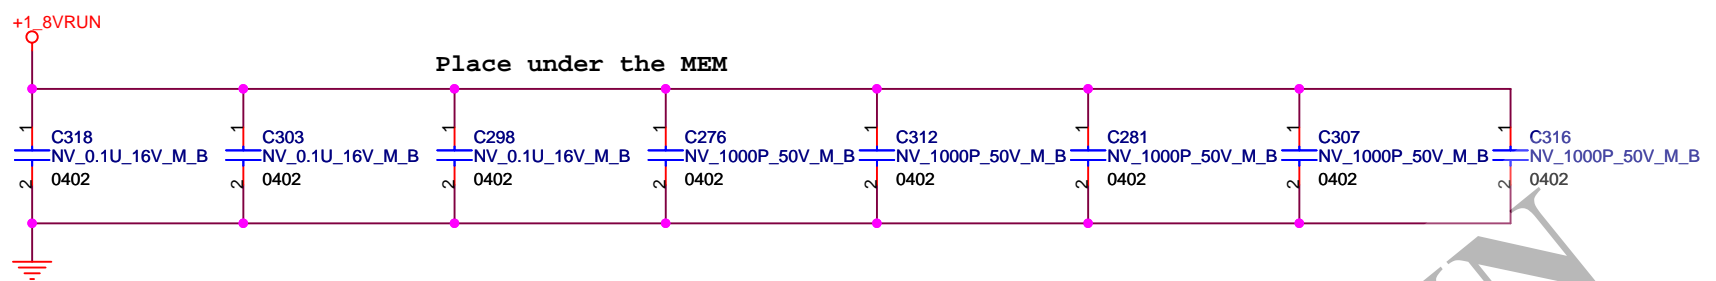 +1_8VRUN
Place under the MEM
1 1 1 1 1 1 1 1
C318 C303 C298 C276 C312 C281 C307 C316
NV_0.1U_16V_M_B NV_0.1U_16V_M_B NV_0.1U_16V_M_B NV_1000P_50V_M_B NV_1000P_50V_M_B NV_1000P_50V_M_B NV_1000P_50V_M_B NV_1000P_50V_M_B
2 0402 2 0402 2 0402 2 0402 2 0402 2 0402 2 0402 2 0402